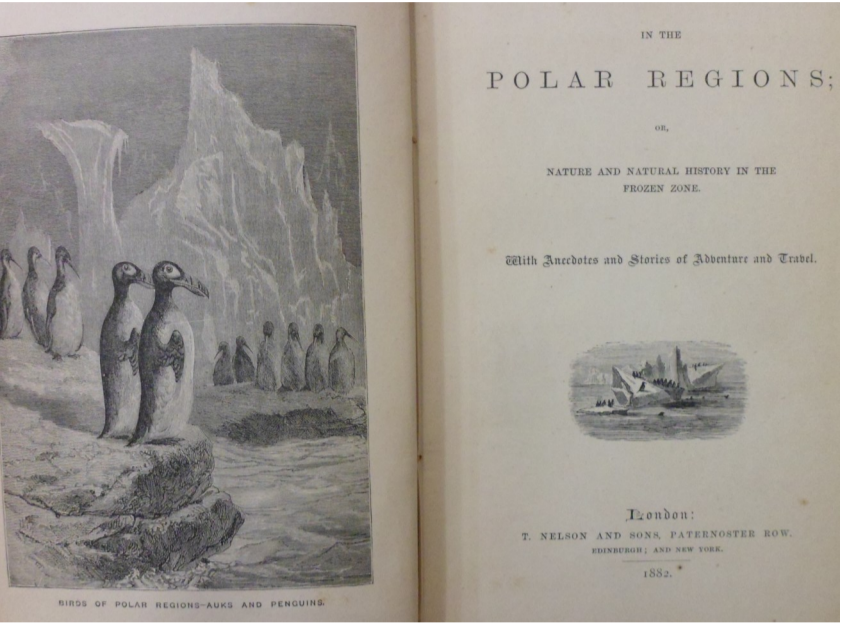 BIRDS OF POLAR REGIONS—AUKS AND PENGUINS.
IN THE
POLAR REGIONS;
OR,
NATURE AND NATURAL HISTORY IN THE
FROZEN ZONE.
With Anecdotes and Stories of Adventure and Travel.
London:
T. NELSON AND SONS, PATERNOSTER ROW.
EDINBURGH; AND NEW YORK.
1882.